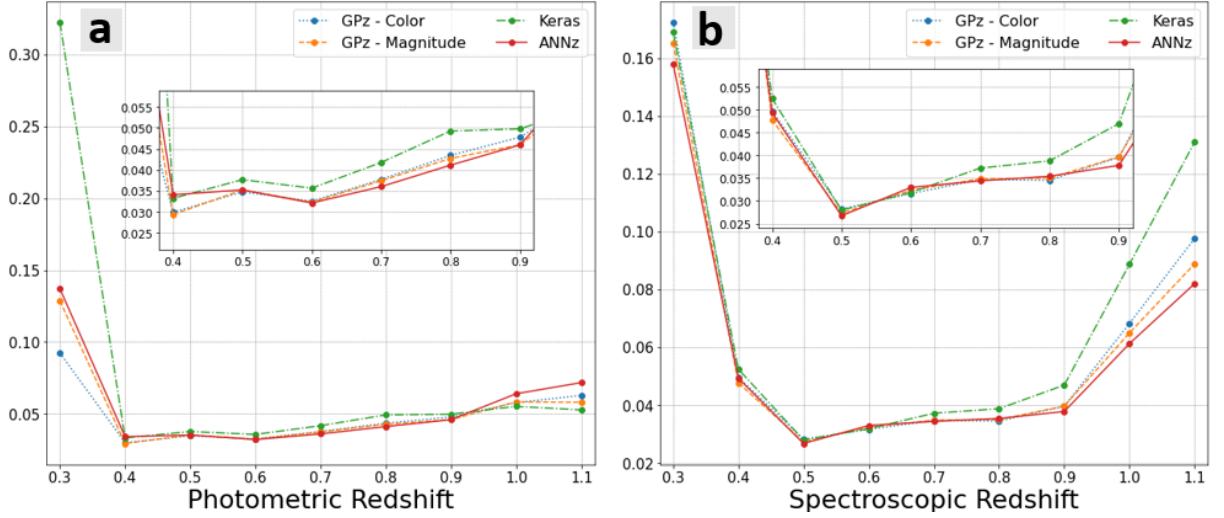 a
GPz - Color
Keras
GPz - Magnitude
ANNz
0.30
0.25
0.20
0.15
0.10
0.05
0.055
0.050
0.045
0.040
0.035
0.030
0.025
0.4 0.5 0.6 0.7 0.8 0.9
0.3 0.4 0.5 0.6 0.7 0.8 0.9 1.0 1.1
Photometric Redshift
b
GPz - Color
Keras
GPz - Magnitude
ANNz
0.16
0.14
0.12
0.10
0.08
0.06
0.04
0.02
0.055
0.050
0.045
0.040
0.035
0.030
0.025
0.4 0.5 0.6 0.7 0.8 0.9
0.3 0.4 0.5 0.6 0.7 0.8 0.9 1.0 1.1
Spectroscopic Redshift